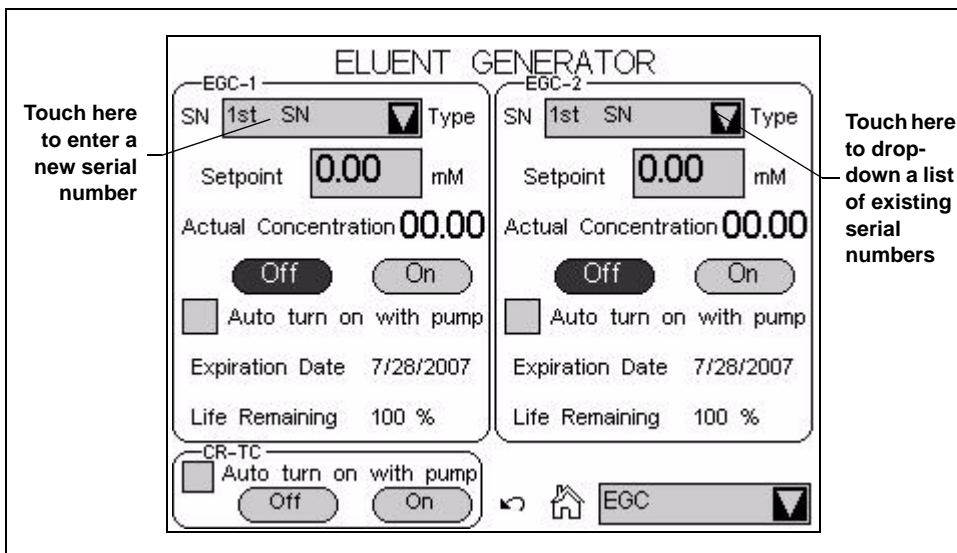 ELUENT GENERATOR
Touch here
to enter a
new serial
number
EGC-1
SN 1st SN Type
Setpoint 0.00 mM
Actual Concentration 00.00
Off On
Auto turn on with pump
Expiration Date 7/28/2007
Life Remaining 100 %
EGC-2
SN 1st SN Type
Setpoint 0.00 mM
Actual Concentration 00.00
Off On
Auto turn on with pump
Expiration Date 7/28/2007
Life Remaining 100 %
Touch here
to drop-
down a list
of existing
serial
numbers
CR-TC
Auto turn on with pump
Off On
EGC